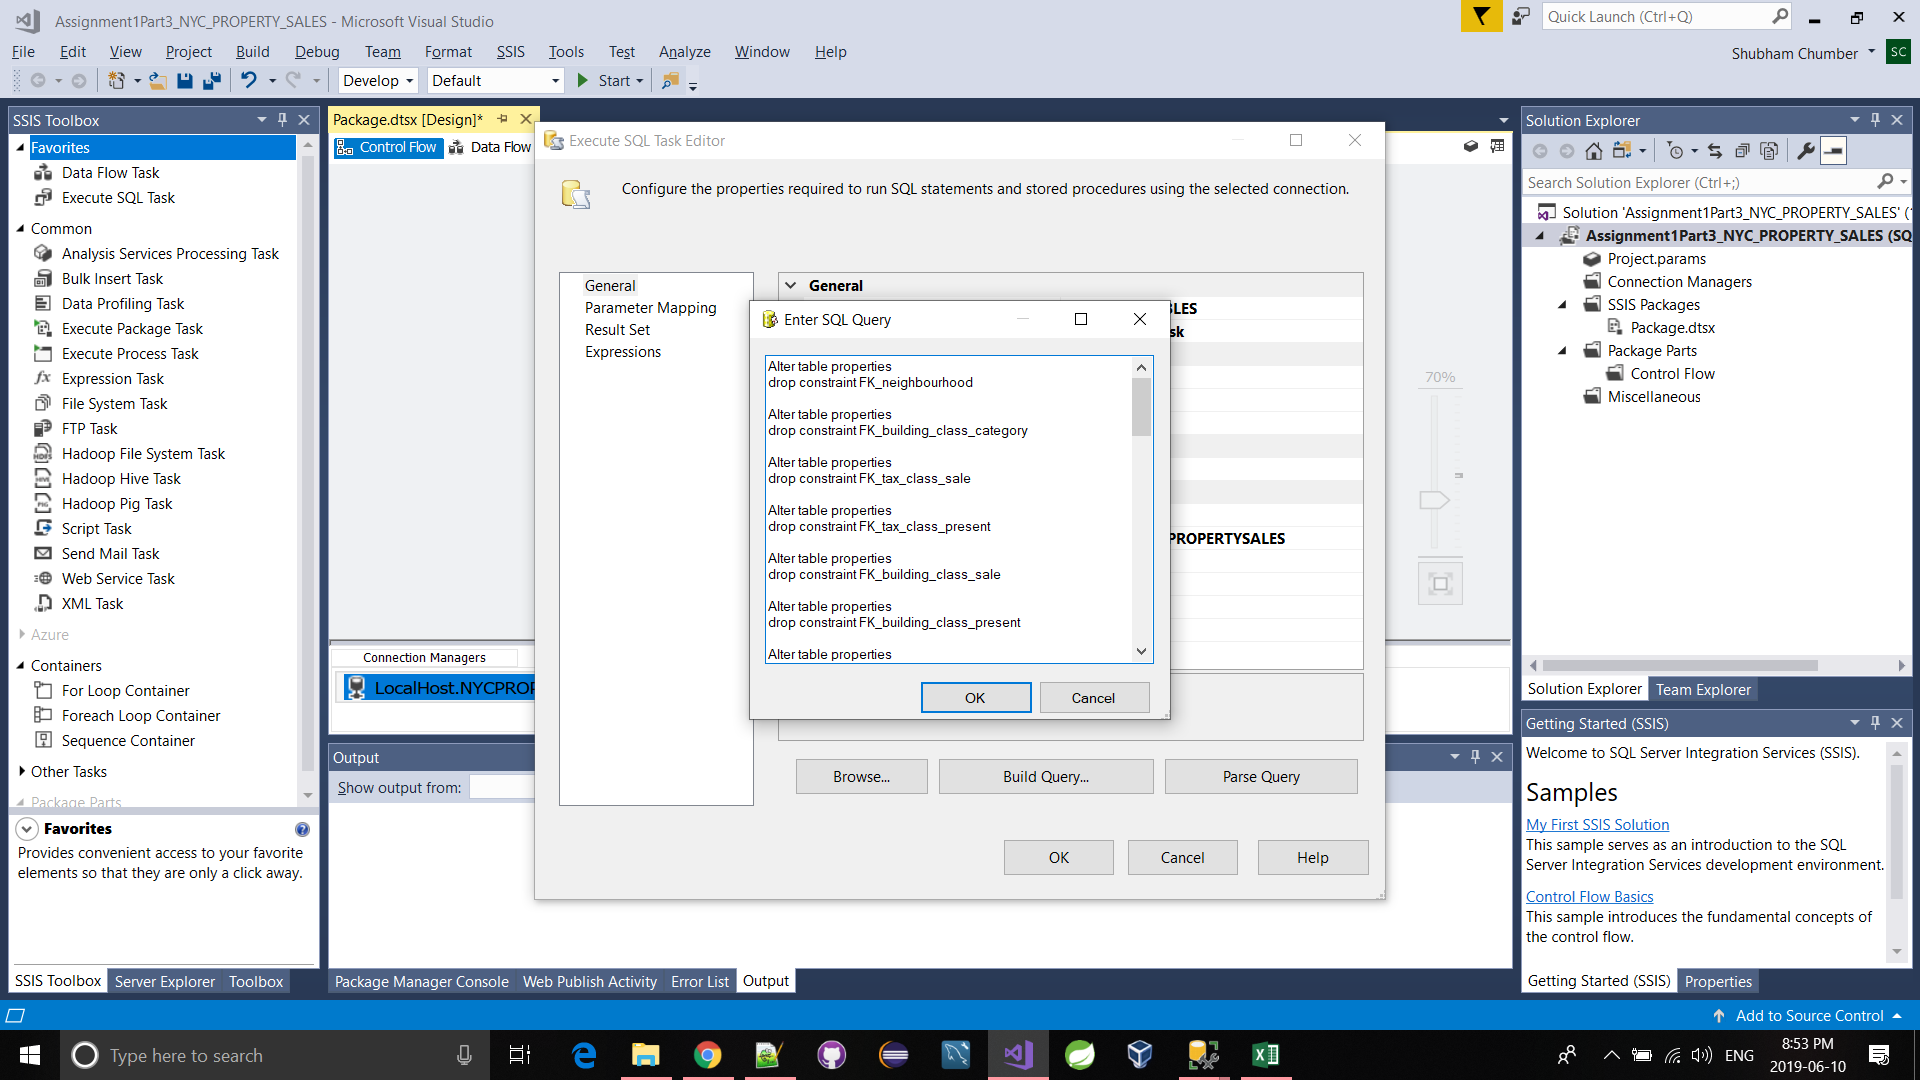 Assignment1Part3_NYC_PROPERTY_SALES - Microsoft Visual Studio
Quick Launch (Ctrl+Q)
File Edit View Project Build Debug Team Format SSIS Tools Test Analyze Window Help
Shubham Chumber SC
Develop Default Start
SSIS Toolbox
Favorites
Data Flow Task
Execute SQL Task
Common
Analysis Services Processing Task
Bulk Insert Task
Data Profiling Task
Execute Package Task
Execute Process Task
Expression Task
File System Task
FTP Task
Hadoop File System Task
Hadoop Hive Task
Hadoop Pig Task
Script Task
Send Mail Task
Web Service Task
XML Task
Azure
Containers
For Loop Container
Foreach Loop Container
Sequence Container
Other Tasks
Package Parts
Favorites
Provides convenient access to your favorite
elements so that they are only a click away.
SSIS Toolbox Server Explorer Toolbox
Package.dtsx [Design]*
Control Flow Data Flow
70%
Connection Managers
LocalHost.NYCPROP
Output
Show output from:
Package Manager Console Web Publish Activity Error List Output
Execute SQL Task Editor
Configure the properties required to run SQL statements and stored procedures using the selected connection.
General
Parameter Mapping
Result Set
Expressions
General
LES
sk
PROPERTYSALES
Browse... Build Query... Parse Query
OK Cancel Help
Enter SQL Query
Alter table properties
drop constraint FK_neighbourhood
Alter table properties
drop constraint FK_building_class_category
Alter table properties
drop constraint FK_tax_class_sale
Alter table properties
drop constraint FK_tax_class_present
Alter table properties
drop constraint FK_building_class_sale
Alter table properties
drop constraint FK_building_class_present
Alter table properties
OK Cancel
Solution Explorer
Search Solution Explorer (Ctrl+;)
Solution 'Assignment1Part3_NYC_PROPERTY_SALES' (
Assignment1Part3_NYC_PROPERTY_SALES (SQ
Project.params
Connection Managers
SSIS Packages
Package.dtsx
Package Parts
Control Flow
Miscellaneous
Solution Explorer Team Explorer
Getting Started (SSIS)
Welcome to SQL Server Integration Services (SSIS).
Samples
My First SSIS Solution
This sample serves as an introduction to the SQL
Server Integration Services development environment.
Control Flow Basics
This sample introduces the fundamental concepts of
the control flow.
Getting Started (SSIS) Properties
Add to Source Control
Type here to search
ENG
8:53 PM
2019-06-10